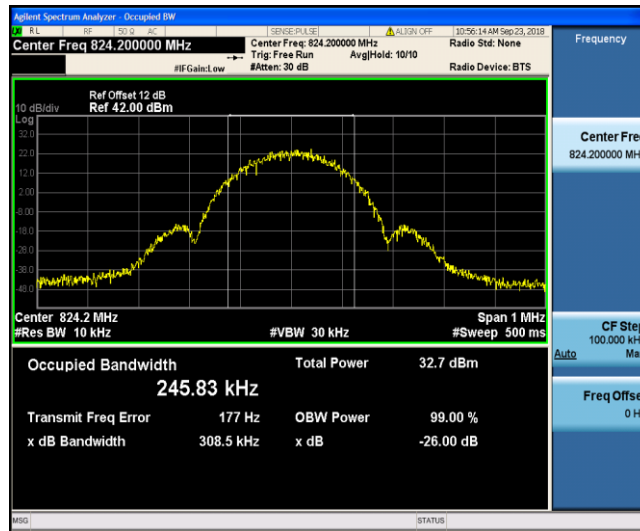 Agilent Spectrum Analyzer - Occupied BW
RL RF 50 Ω AC SENSE:PULSE ALIGN OFF 10:56:14 AM Sep 23, 2018
Center Freq 824.200000 MHz Center Freq: 824.200000 MHz Radio Std: None
Trig: Free Run Avg|Hold: 10/10
#IFGain:Low #Atten: 30 dB Radio Device: BTS
Ref Offset 12 dB
10 dB/div Ref 42.00 dBm
Log
32.0
22.0
12.0
2.00
-8.00
-18.0
-28.0
-38.0
-48.0
Center 824.2 MHz Span 1 MHz
#Res BW 10 kHz #VBW 30 kHz #Sweep 500 ms
Occupied Bandwidth Total Power 32.7 dBm
245.83 kHz
Transmit Freq Error 177 Hz OBW Power 99.00 %
x dB Bandwidth 308.5 kHz x dB -26.00 dB
MSG STATUS
Frequency
Center Fre
824.200000 MH
CF Step
100.000 kH
Auto Ma
Freq Offse
0 H